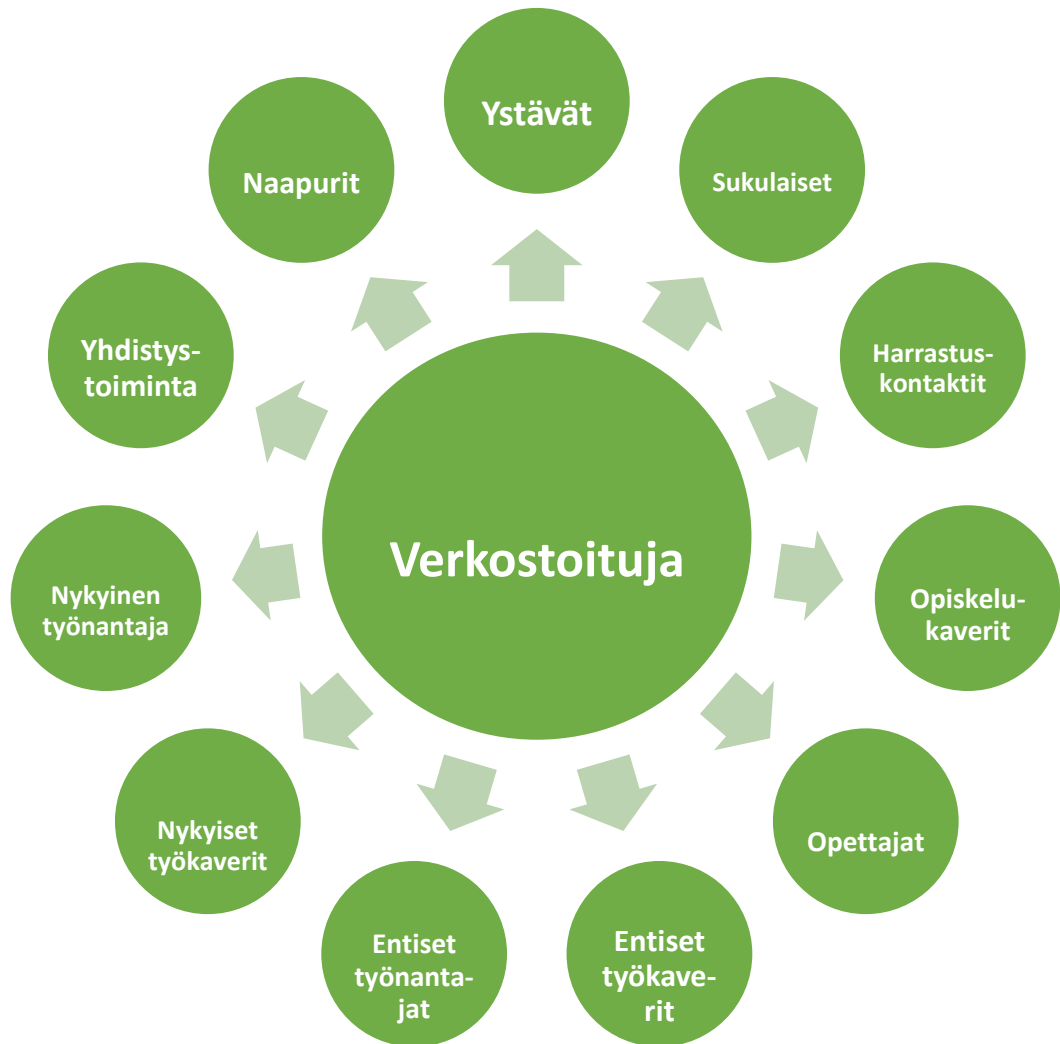 Ystävät
Sukulaiset
Harrastus-
kontaktit
Opiskelu-
kaverit
Opettajat
Entiset
työkave-
rit
Entiset
työnanta-
jat
Nykyiset
työkaverit
Nykyinen
työnantaja
Yhdistys-
toiminta
Naapurit
Verkostoituja